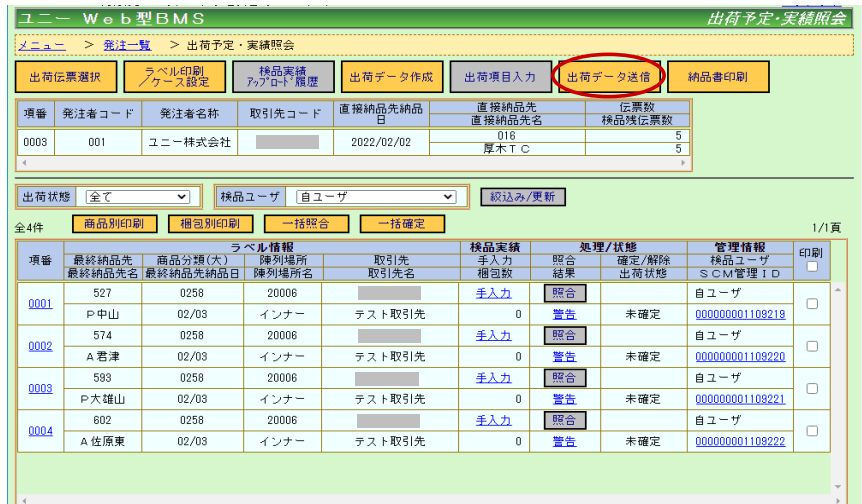 ユニー Ｗｅｂ型ＢＭＳ 出荷予定・実績照会
メニュー ＞ 発注一覧 ＞ 出荷予定・実績照会
出荷伝票選択 ラベル印刷／ケース設定 検品実績ｱｯﾌﾟﾛｰﾄﾞ履歴 出荷データ作成 出荷項目入力 出荷データ送信 納品書印刷
項番 発注者コード 発注者名称 取引先コード 直接納品先納品日 直接納品先 伝票数
直接納品先名 検品残伝票数
0003 001 ユニー株式会社 2022/02/02 016 5
厚木ＴＣ 5
出荷状態 全て 検品ユーザ 自ユーザ 絞込み/更新
全4件 商品別印刷 梱包別印刷 一括照合 一括確定 1/1頁
項番 ラベル情報 検品実績 処理/状態 管理情報 印刷
最終納品先 商品分類(大) 陳列場所 取引先 手入力 照合 確定/解除 検品ユーザ
最終納品先名 最終納品先納品日 陳列場所名 取引先名 梱包数 結果 出荷状態 ＳＣＭ管理ＩＤ
0001 527 0258 20006 手入力 照合 自ユーザ
Ｐ中山 02/03 インナー テスト取引先 0 警告 未確定 000000001109219
0002 574 0258 20006 手入力 照合 自ユーザ
Ａ君津 02/03 インナー テスト取引先 0 警告 未確定 000000001109220
0003 593 0258 20006 手入力 照合 自ユーザ
Ｐ大雄山 02/03 インナー テスト取引先 0 警告 未確定 000000001109221
0004 602 0258 20006 手入力 照合 自ユーザ
Ａ佐原東 02/03 インナー テスト取引先 0 警告 未確定 000000001109222